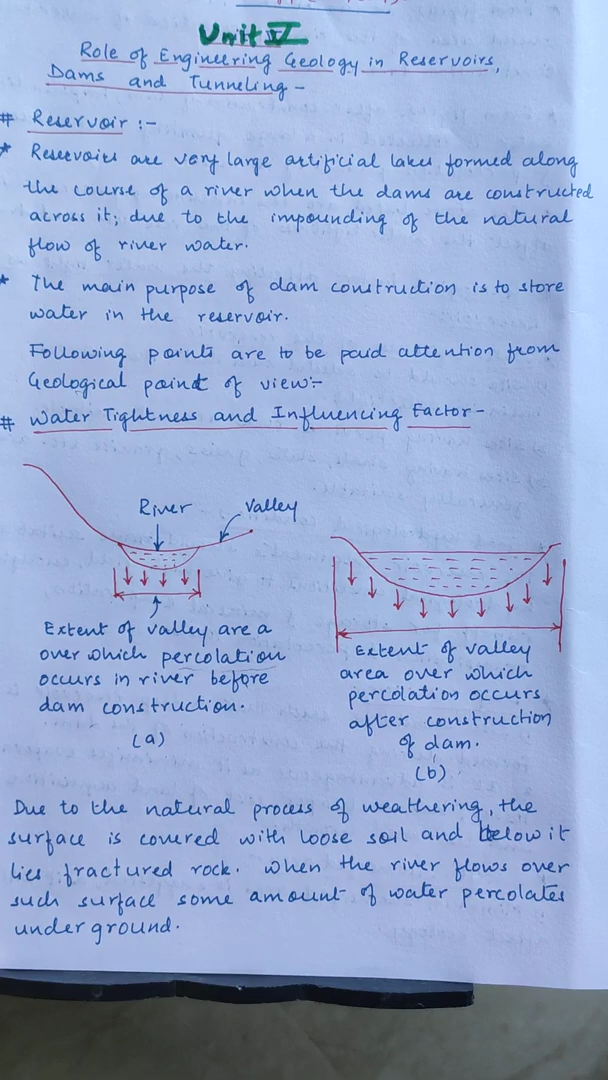 Unit V
Role of Engineering Geology in Reservoirs,
Dams and Tunneling -
# Reservoir :-
* Reservoirs are very large artificial lakes formed along
the course of a river when the dams are constructed
across it; due to the impounding of the natural
flow of river water.
* The main purpose of dam construction is to store
water in the reservoir.
Following points are to be paid attention from
Geological point of view:-
# Water Tightness and Influencing Factor -
River
Valley
Extent of valley are a
over which percolation
occurs in river before
dam construction.
(a)
Extent of valley
area over which
percolation occurs
after construction
of dam.
(b)
Due to the natural process of weathering, the
surface is covered with loose soil and below it
lies fractured rock. when the river flows over
such surface some amount of water percolates
under ground.